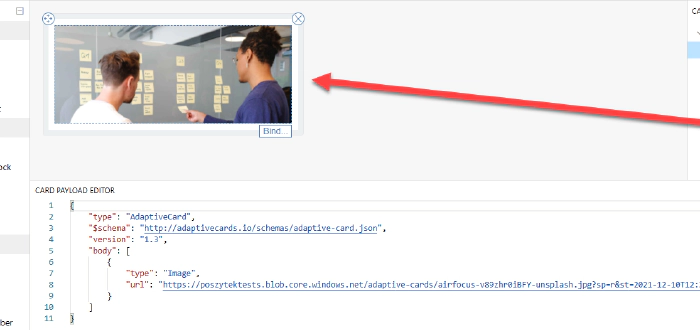 CA
Bind...
ock
ber
CARD PAYLOAD EDITOR
1 {
2 "type": "AdaptiveCard",
3 "$schema": "http://adaptivecards.io/schemas/adaptive-card.json",
4 "version": "1.3",
5 "body": [
6 {
7 "type": "Image",
8 "url": "https://poszytektests.blob.core.windows.net/adaptive-cards/airfocus-v89zhr0iBFY-unsplash.jpg?sp=r&st=2021-12-10T12:
9 }
10 ]
11 }